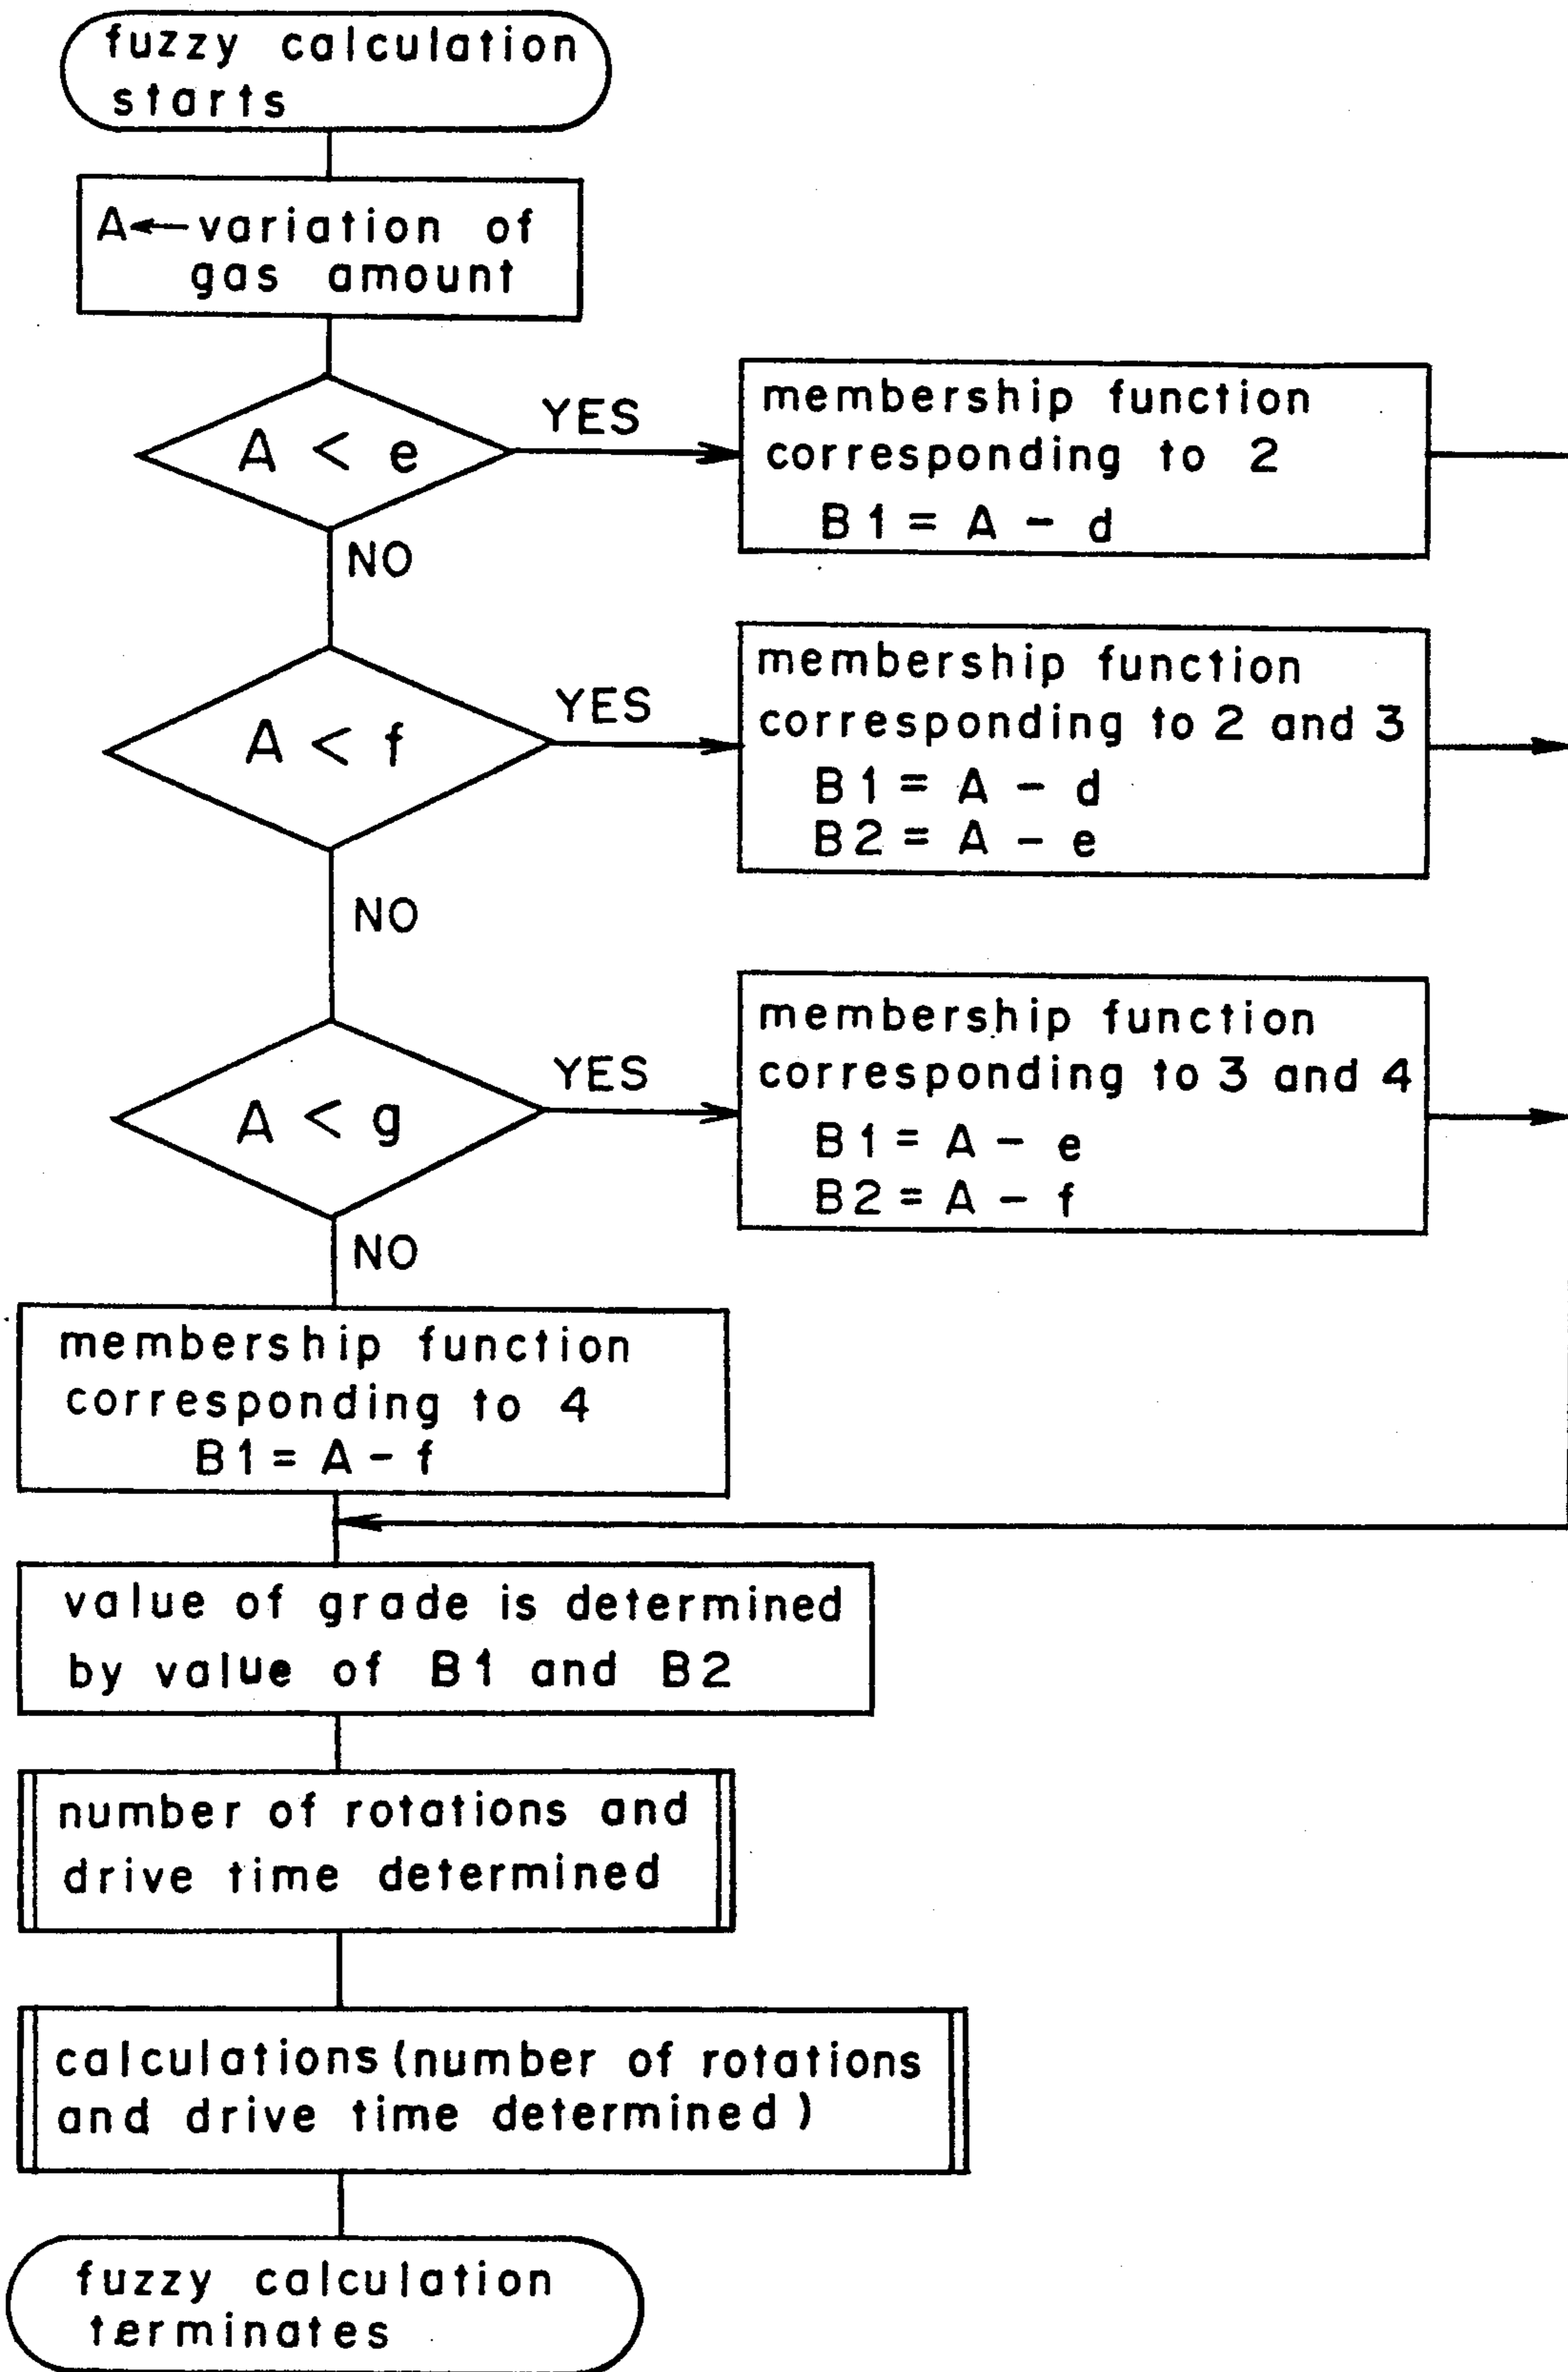 fuzzy calculation
starts
A←variation of
gas amount
A < e
YES
membership function
corresponding to 2
B1 = A - d
NO
A < f
YES
membership function
corresponding to 2 and 3
B1 = A - d
B2 = A - e
NO
A < g
YES
membership function
corresponding to 3 and 4
B1 = A - e
B2 = A - f
NO
membership function
corresponding to 4
B1 = A - f
value of grade is determined
by value of B1 and B2
number of rotations and
drive time determined
calculations (number of rotations
and drive time determined)
fuzzy calculation
terminates